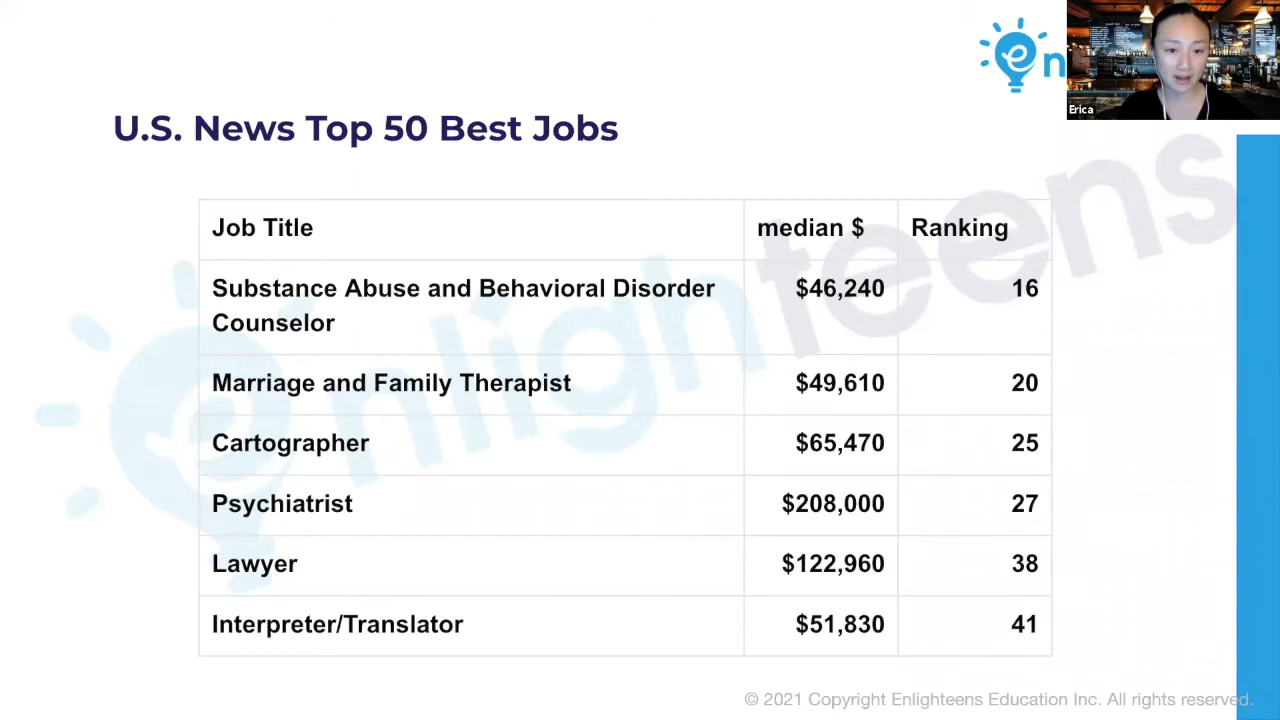 en
Erica
U.S. News Top 50 Best Jobs
enlighteens
Job Title median $ Ranking
Substance Abuse and Behavioral Disorder
Counselor $46,240 16
Marriage and Family Therapist $49,610 20
Cartographer $65,470 25
Psychiatrist $208,000 27
Lawyer $122,960 38
Interpreter/Translator $51,830 41
© 2021 Copyright Enlighteens Education Inc. All rights reserved.